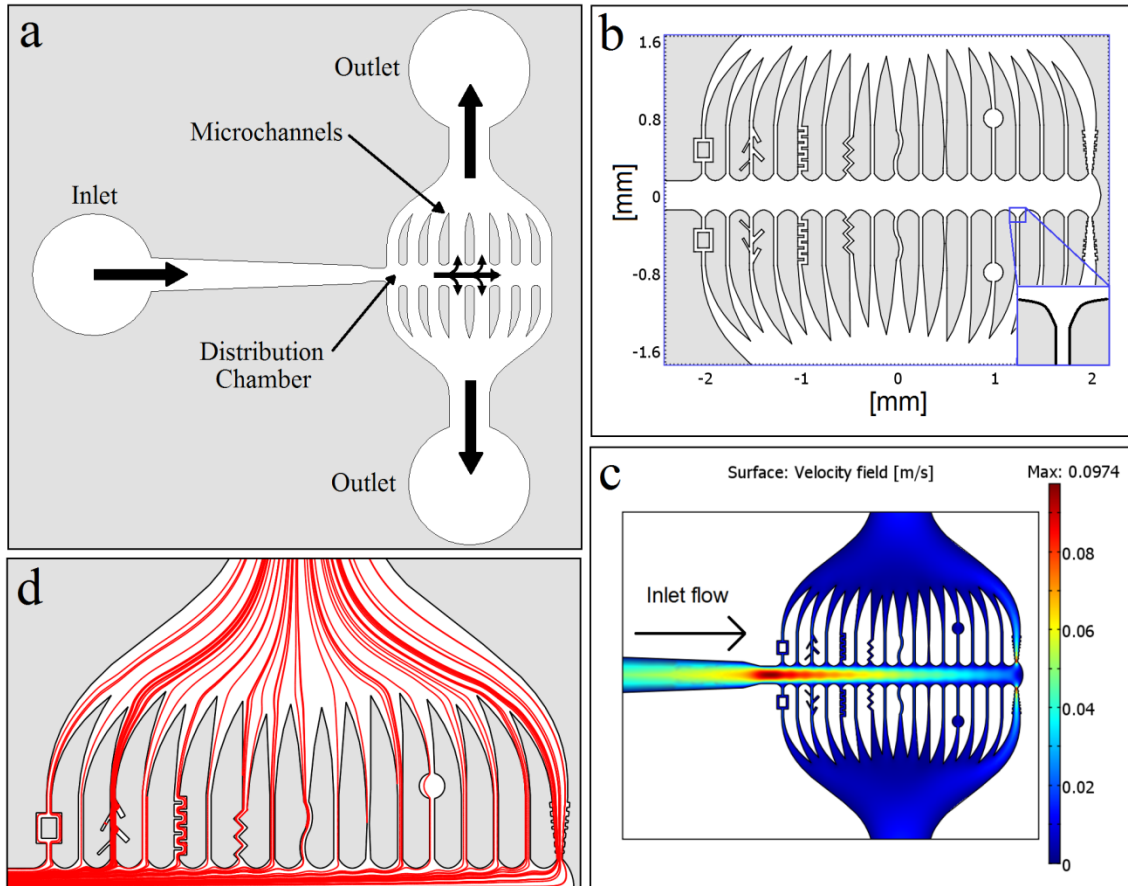 a
Outlet
Microchannels
Inlet
Distribution
Chamber
Outlet
b
1.6
0.8
0
-0.8
-1.6
[mm]
-2
-1
0
1
2
[mm]
c
Surface: Velocity field [m/s]
Max: 0.0974
Inlet flow
0.08
0.06
0.04
0.02
0
d